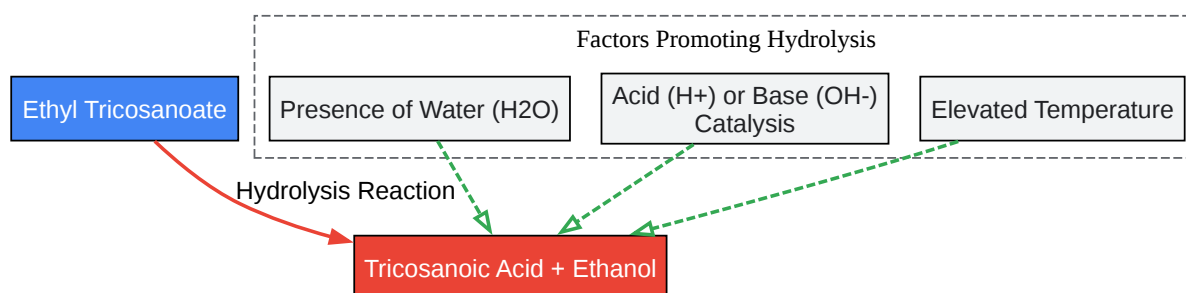 Factors Promoting Hydrolysis
Ethyl Tricosanoate
Presence of Water (H2O)
Acid (H+) or Base (OH-)
Catalysis
Elevated Temperature
Hydrolysis Reaction
Tricosanoic Acid + Ethanol